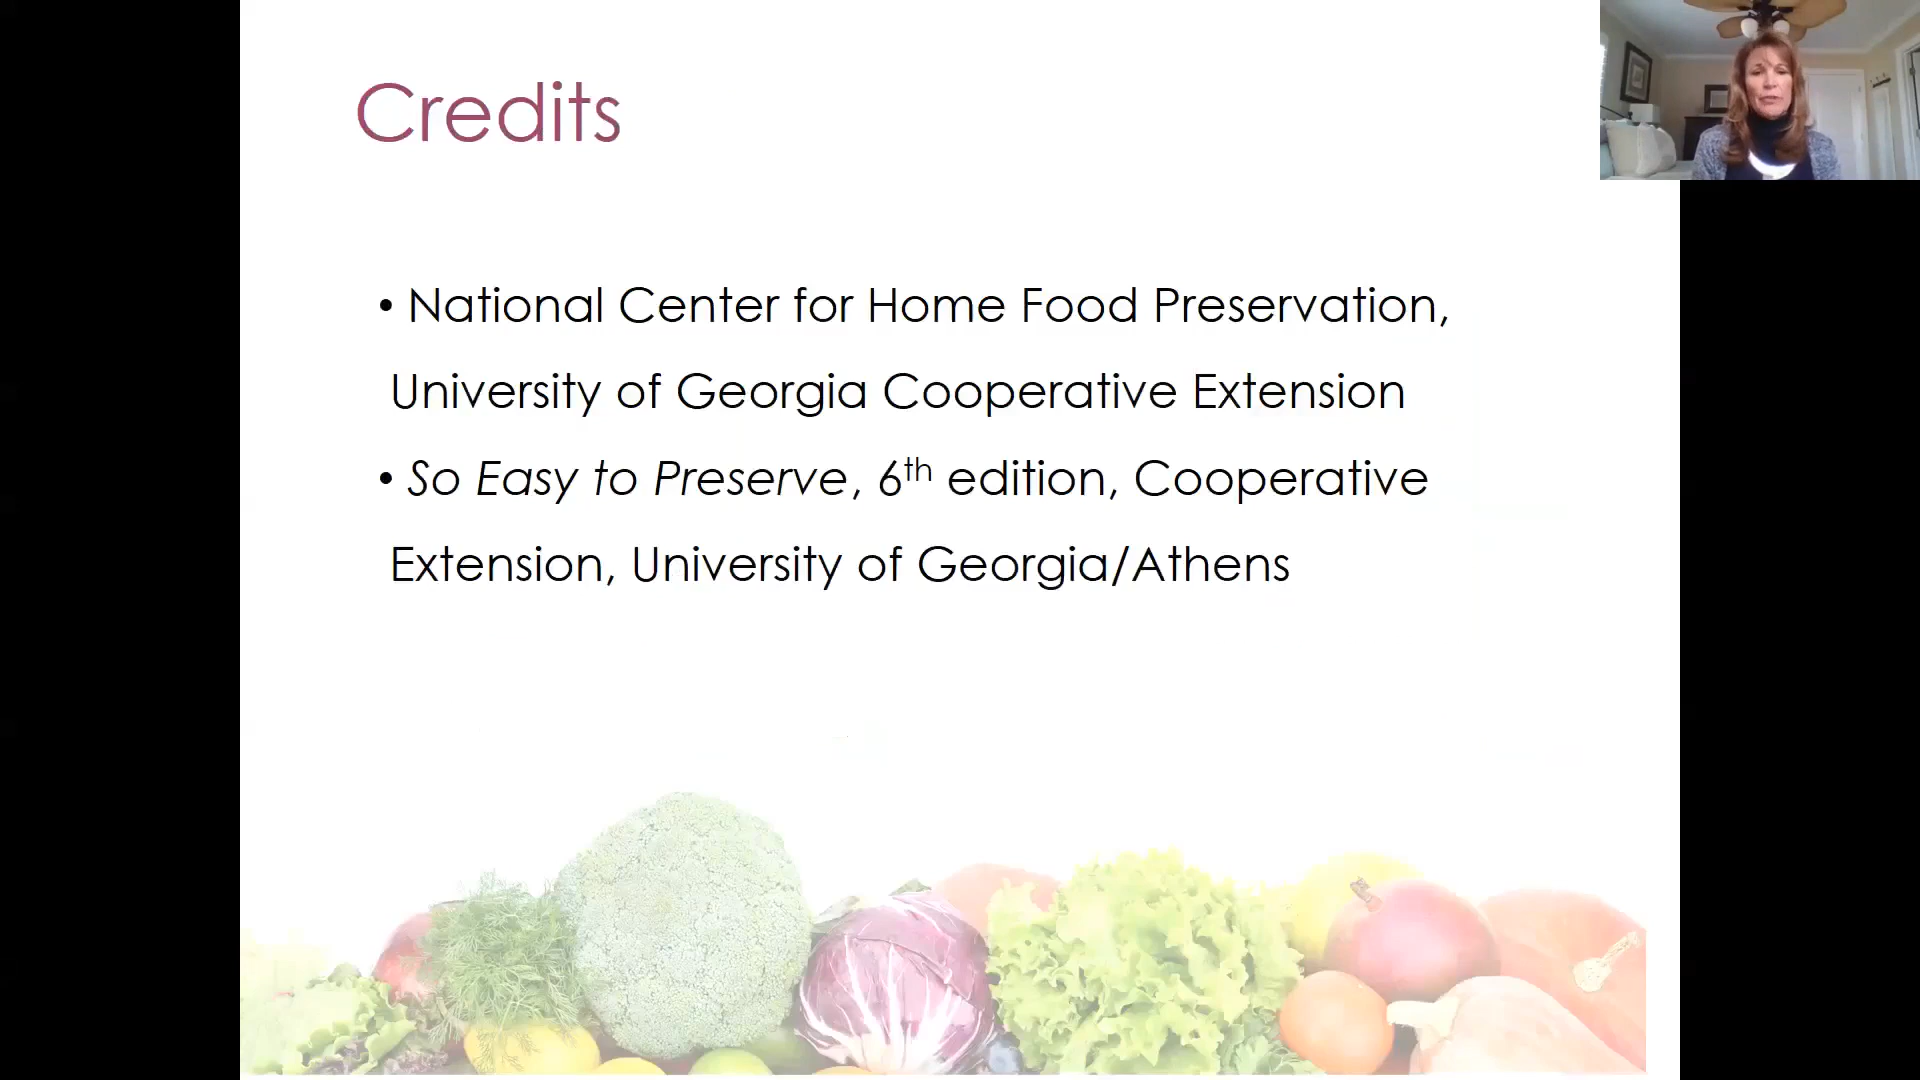 Credits
• National Center for Home Food Preservation,
University of Georgia Cooperative Extension
• So Easy to Preserve, 6th edition, Cooperative
Extension, University of Georgia/Athens